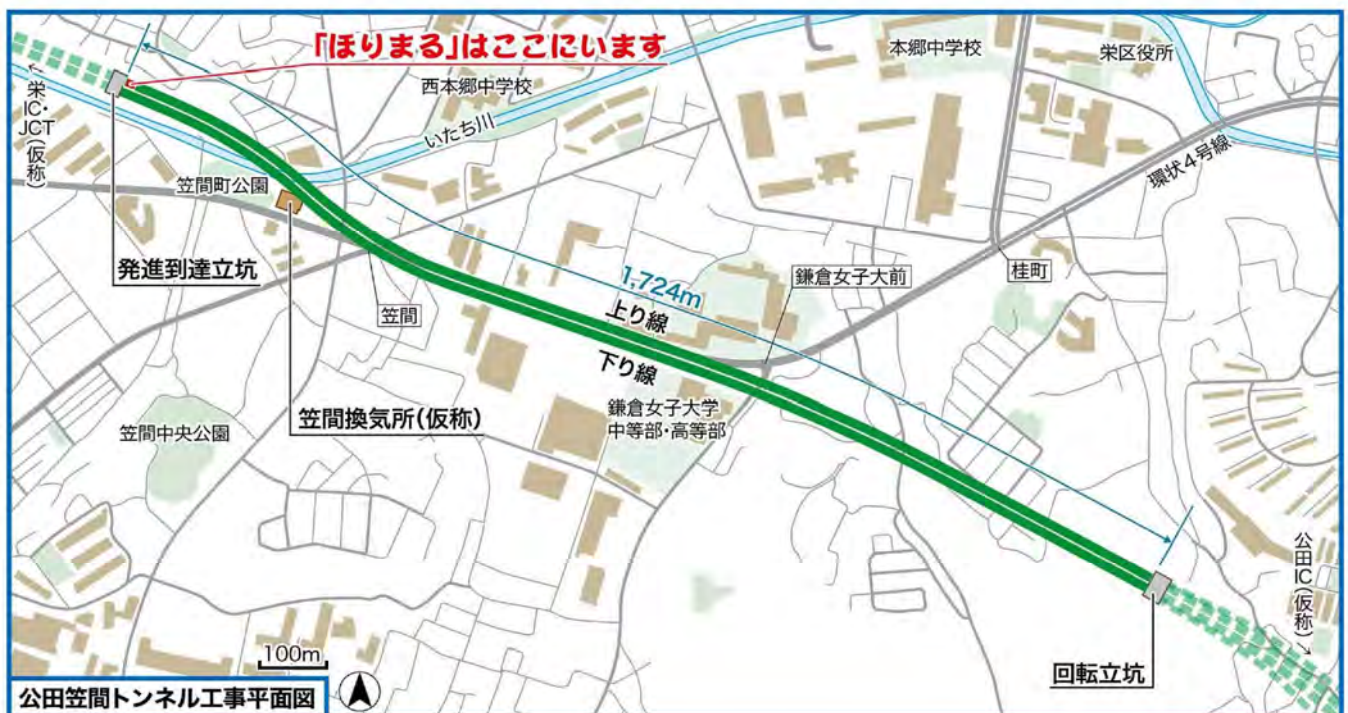 「ほりまる」はここにいます
本郷中学校
栄区役所
西本郷中学校
←栄IC・JCT(仮称)
いたち川
環状4号線
笠間町公園
発進到達立坑
笠間
1,724m
上り線
下り線
鎌倉女子大前
桂町
笠間換気所(仮称)
笠間中央公園
鎌倉女子大学
中等部・高等部
公田IC(仮称)→
100m
回転立坑
公田笠間トンネル工事平面図